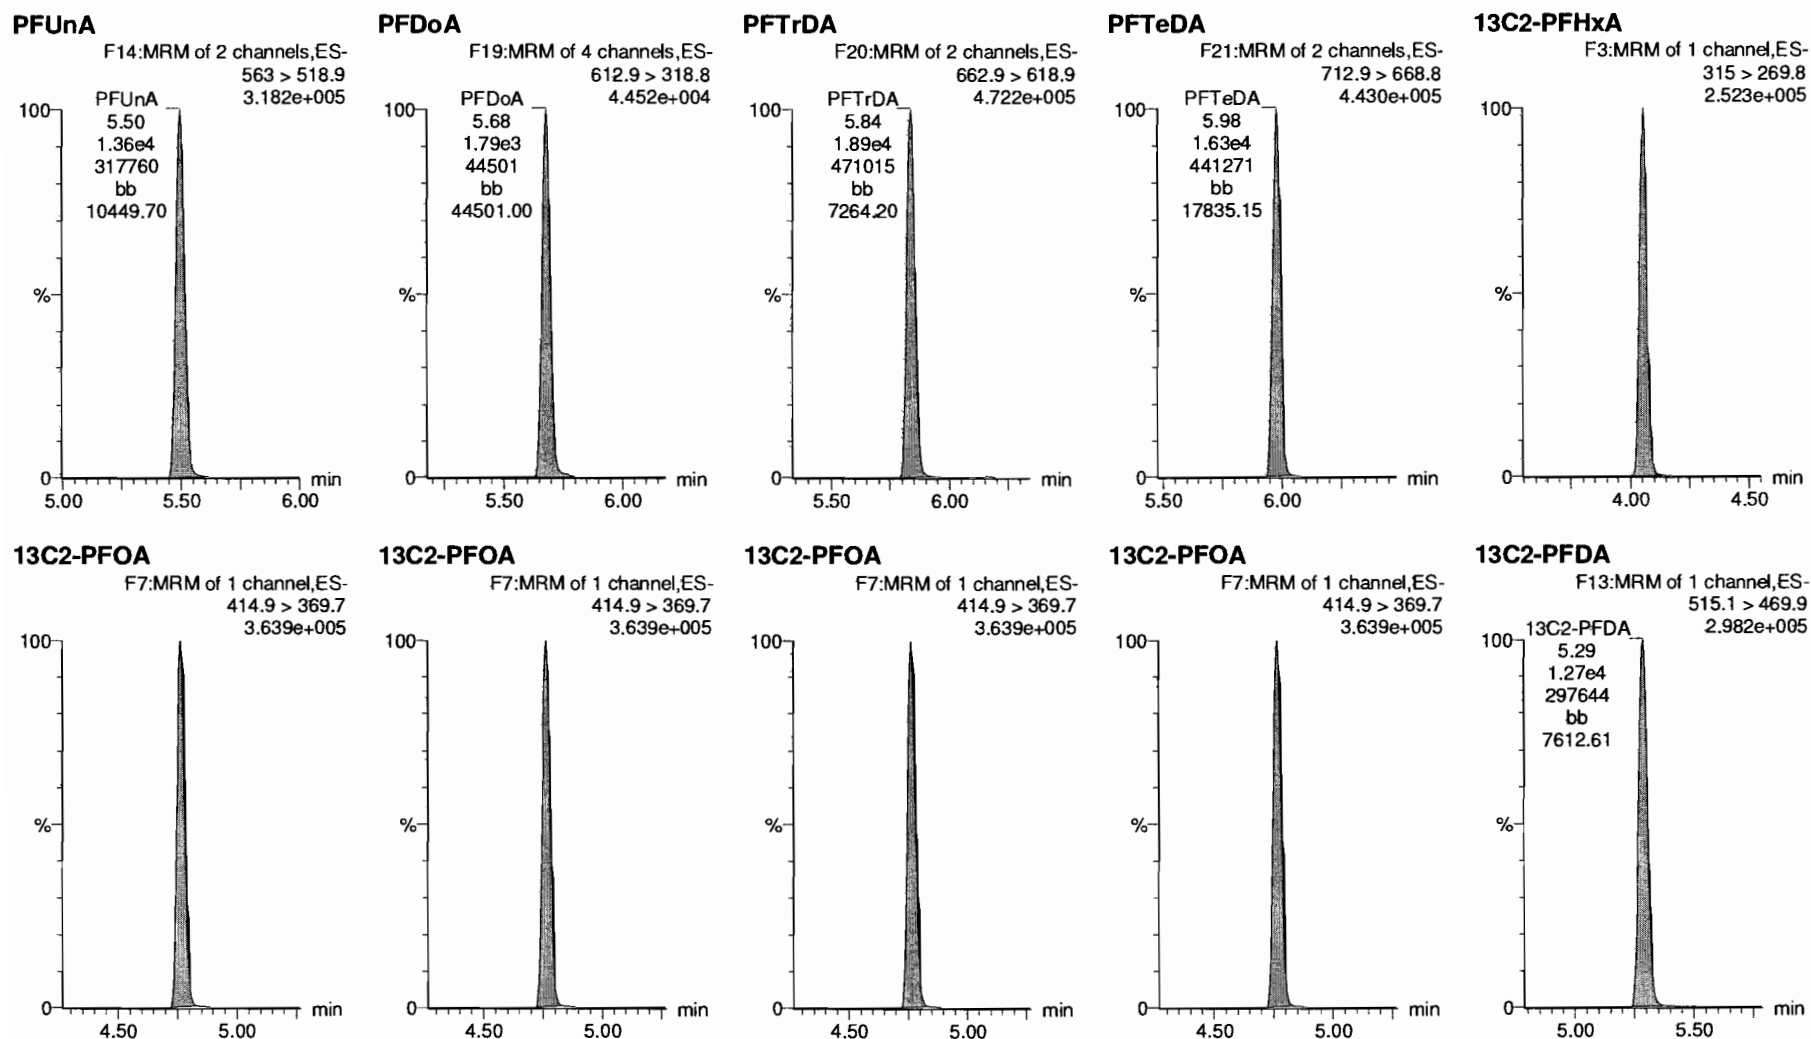 PFUnA
F14:MRM of 2 channels,ES-
563 > 518.9
3.182e+005
PFUnA
5.50
1.36e4
317760
bb
10449.70
100
%
0
min
5.00 5.50 6.00
PFDoA
F19:MRM of 4 channels,ES-
612.9 > 318.8
4.452e+004
PFDoA
5.68
1.79e3
44501
bb
44501.00
100
%
0
min
5.50 6.00
PFTrDA
F20:MRM of 2 channels,ES-
662.9 > 618.9
4.722e+005
PFTrDA
5.84
1.89e4
471015
bb
7264.20
100
%
0
min
5.50 6.00
PFTeDA
F21:MRM of 2 channels,ES-
712.9 > 668.8
4.430e+005
PFTeDA
5.98
1.63e4
441271
bb
17835.15
100
%
0
min
5.50 6.00
13C2-PFHxA
F3:MRM of 1 channel,ES-
315 > 269.8
2.523e+005
100
%
0
min
4.00 4.50
13C2-PFOA
F7:MRM of 1 channel,ES-
414.9 > 369.7
3.639e+005
100
%
0
min
4.50 5.00
13C2-PFOA
F7:MRM of 1 channel,ES-
414.9 > 369.7
3.639e+005
100
%
0
min
4.50 5.00
13C2-PFOA
F7:MRM of 1 channel,ES-
414.9 > 369.7
3.639e+005
100
%
0
min
4.50 5.00
13C2-PFOA
F7:MRM of 1 channel,ES-
414.9 > 369.7
3.639e+005
100
%
0
min
4.50 5.00
13C2-PFDA
F13:MRM of 1 channel,ES-
515.1 > 469.9
2.982e+005
13C2-PFDA
5.29
1.27e4
297644
bb
7612.61
100
%
0
min
5.00 5.50